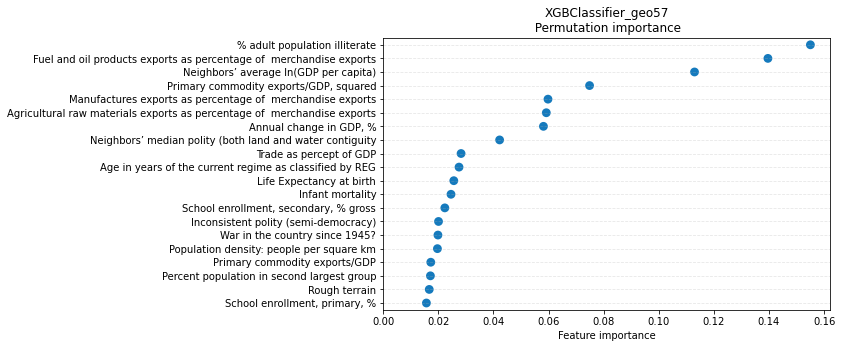 XGBClassifier_geo57
Permutation importance
% adult population illiterate
Fuel and oil products exports as percentage of  merchandise exports
Neighbors’ average ln(GDP per capita)
Primary commodity exports/GDP, squared
Manufactures exports as percentage of  merchandise exports
Agricultural raw materials exports as percentage of  merchandise exports
Annual change in GDP, %
Neighbors’ median polity (both land and water contiguity
Trade as percept of GDP
Age in years of the current regime as classified by REG
Life Expectancy at birth
Infant mortality
School enrollment, secondary, % gross
Inconsistent polity (semi-democracy)
War in the country since 1945?
Population density: people per square km
Primary commodity exports/GDP
Percent population in second largest group
Rough terrain
School enrollment, primary, %
0.00 0.02 0.04 0.06 0.08 0.10 0.12 0.14 0.16
Feature importance